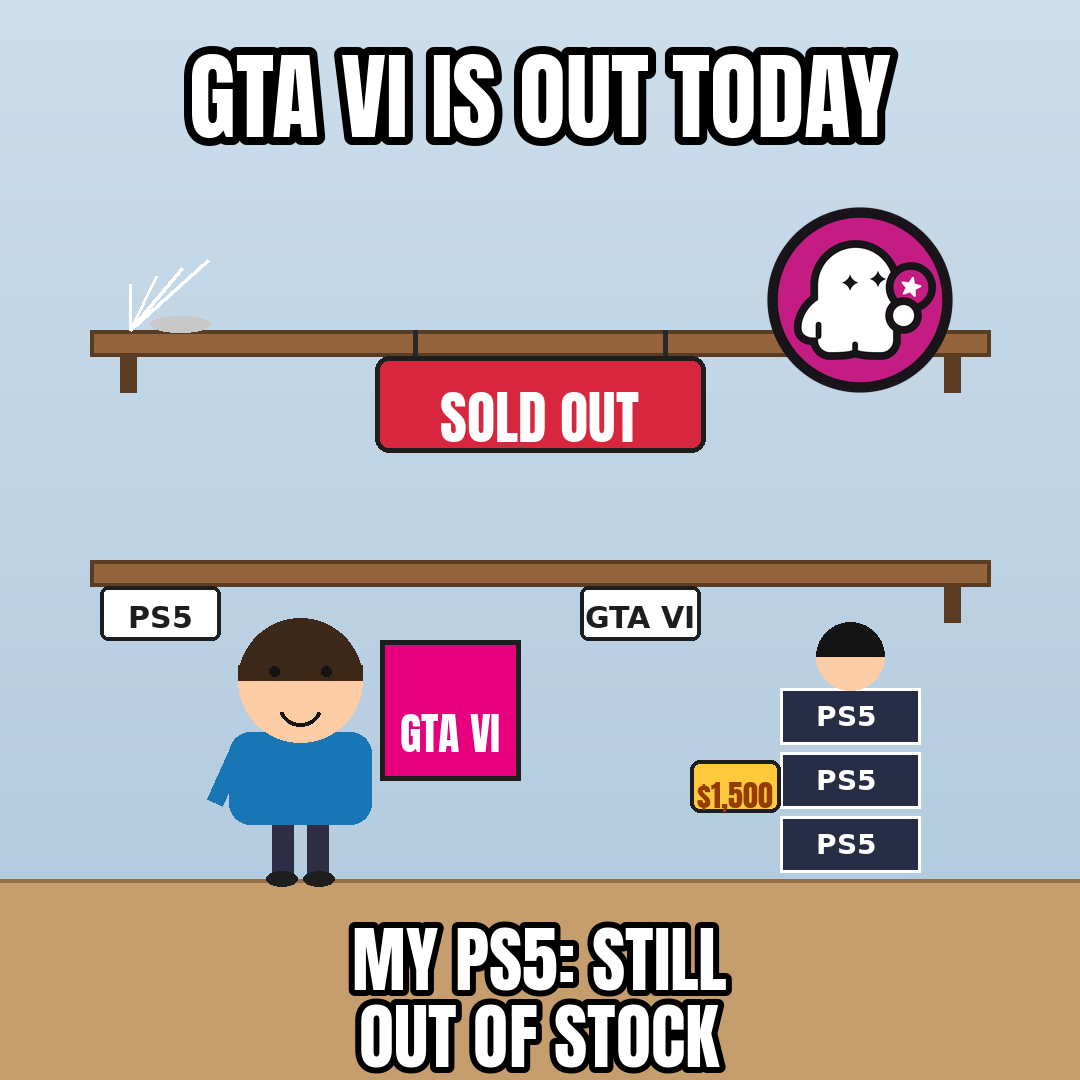 GTA VI IS OUT TODAY
SOLD OUT
PS5
GTA VI
GTA VI
PS5
$1,500
PS5
PS5
MY PS5: STILL
OUT OF STOCK